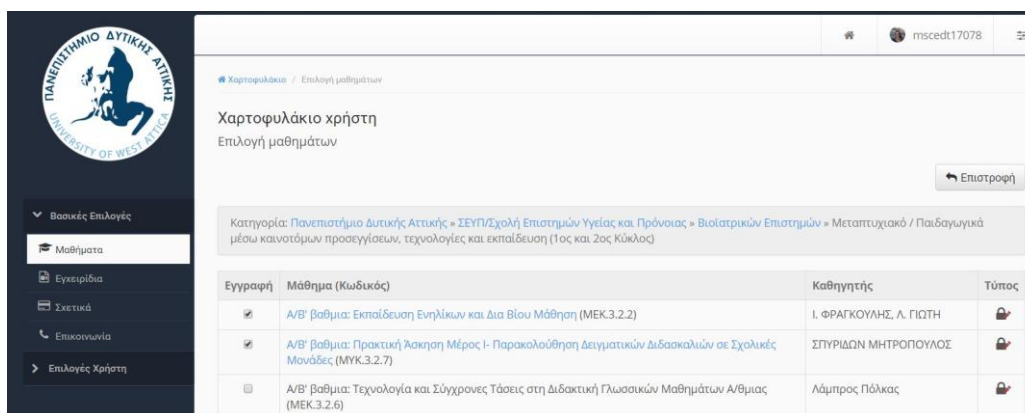 ΠΑΝΕΠΙΣΤΗΜΙΟ ΔΥΤΙΚΗΣ ΑΤΤΙΚΗΣ
UNIVERSITY OF WEST ATTICA
mscedt17078
Χαρτοφυλάκιο / Επιλογή μαθημάτων
Χαρτοφυλάκιο χρήστη
Επιλογή μαθημάτων
Επιστροφή
Βασικές Επιλογές
Μαθήματα
Εγχειρίδια
Σχετικά
Επικοινωνία
Επιλογές Χρήστη
Κατηγορία: Πανεπιστήμιο Δυτικής Αττικής » ΣΕΥΠ/Σχολή Επιστημών Υγείας και Πρόνοιας » Βιοϊατρικών Επιστημών » Μεταπτυχιακό / Παιδαγωγικά
μέσω καινοτόμων προσεγγίσεων, τεχνολογίες και εκπαίδευση (1ος και 2ος Κύκλος)
Εγγραφή Μάθημα (Κωδικός) Καθηγητής Τύπος
Α/Β' βαθμια: Εκπαίδευση Ενηλίκων και Δια Βίου Μάθηση (ΜΕΚ.3.2.2) Ι. ΦΡΑΓΚΟΥΛΗΣ, Λ. ΓΙΩΤΗ
Α/Β' βαθμια: Πρακτική Άσκηση Μέρος Ι- Παρακολούθηση Δειγματικών Διδασκαλιών σε Σχολικές ΣΠΥΡΙΔΩΝ ΜΗΤΡΟΠΟΥΛΟΣ
Μονάδες (ΜΥΚ.3.2.7)
Α/Β' βαθμια: Τεχνολογία και Σύγχρονες Τάσεις στη Διδακτική Γλωσσικών Μαθημάτων Α/θμιας Λάμπρος Πόλκας
(ΜΕΚ.3.2.6)